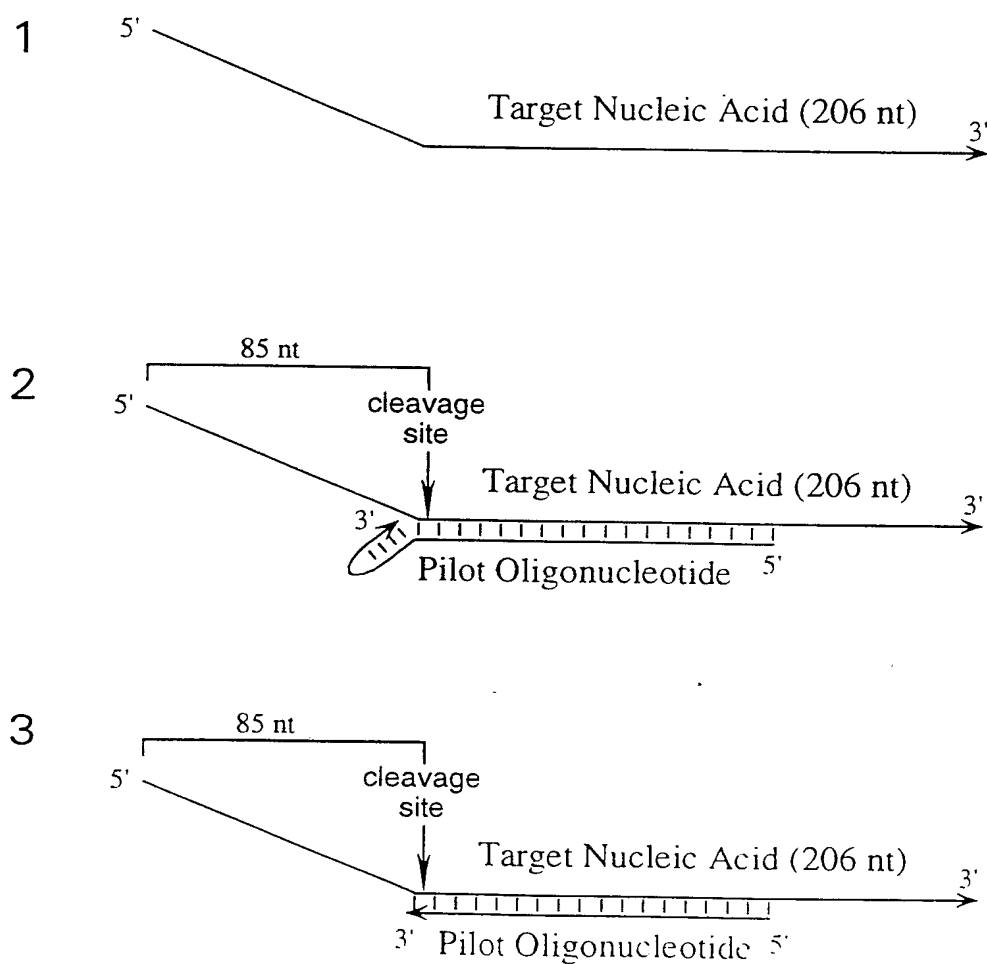 1
5'
Target Nucleic Acid (206 nt)
3'
2
85 nt
5'
cleavage
site
Target Nucleic Acid (206 nt)
3'
3'
Pilot Oligonucleotide
5'
3
85 nt
5'
cleavage
site
Target Nucleic Acid (206 nt)
3'
3'
Pilot Oligonucleotide
5'